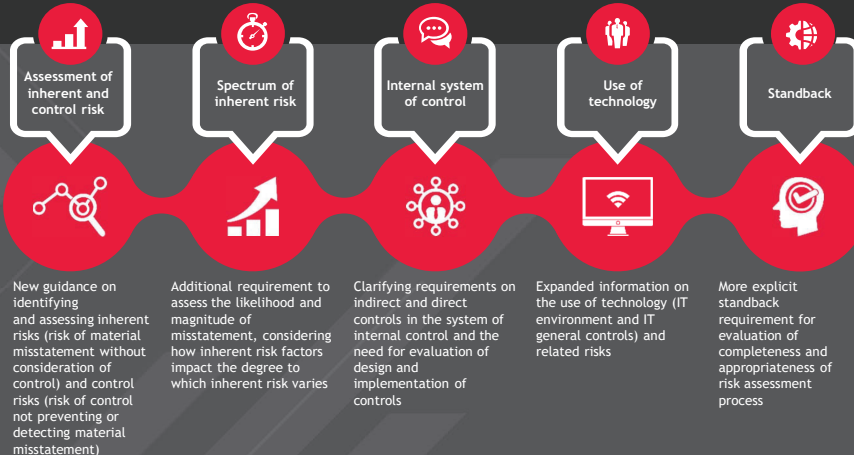 Assessment of
inherent and
control risk
Spectrum of
inherent risk
Internal system
of control
Use of
technology
Standback
New guidance on
identifying
and assessing inherent
risks (risk of material
misstatement without
consideration of
control) and control
risks (risk of control
not preventing or
detecting material
misstatement)
Additional requirement to
assess the likelihood and
magnitude of
misstatement, considering
how inherent risk factors
impact the degree to
which inherent risk varies
Clarifying requirements on
indirect and direct
controls in the system of
internal control and the
need for evaluation of
design and
implementation of
controls
Expanded information on
the use of technology (IT
environment and IT
general controls) and
related risks
More explicit
standback
requirement for
evaluation of
completeness and
appropriateness of
risk assessment
process